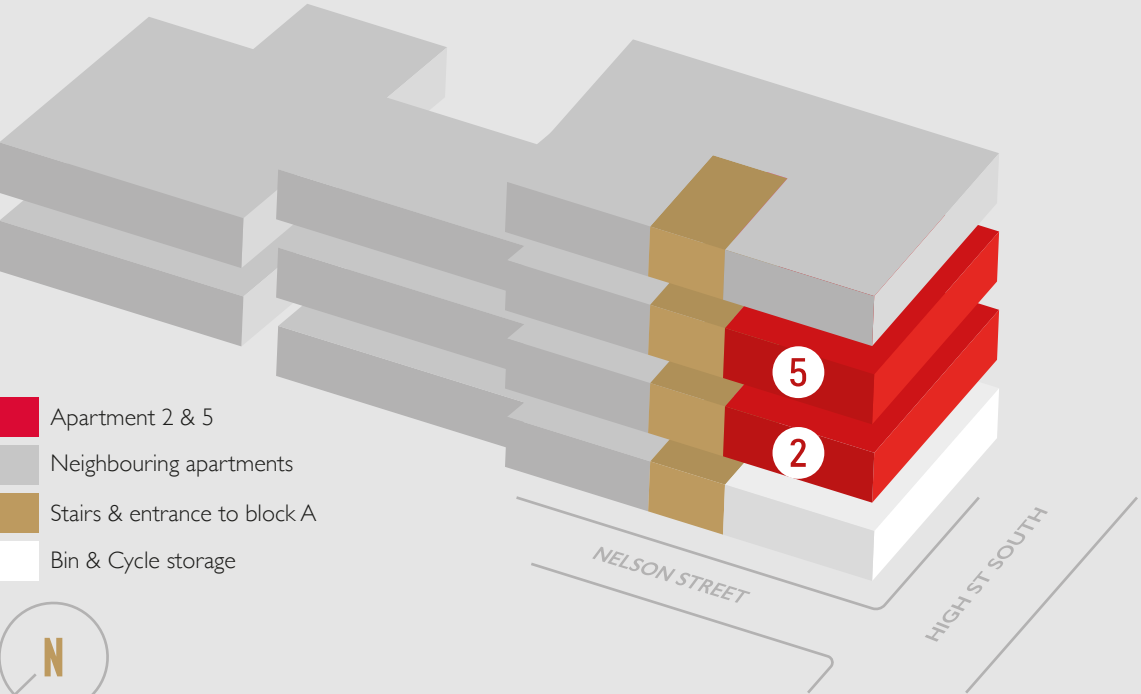 5
2
Apartment 2 & 5
Neighbouring apartments
Stairs & entrance to block A
Bin & Cycle storage
NELSON STREET
HIGH ST SOUTH
N